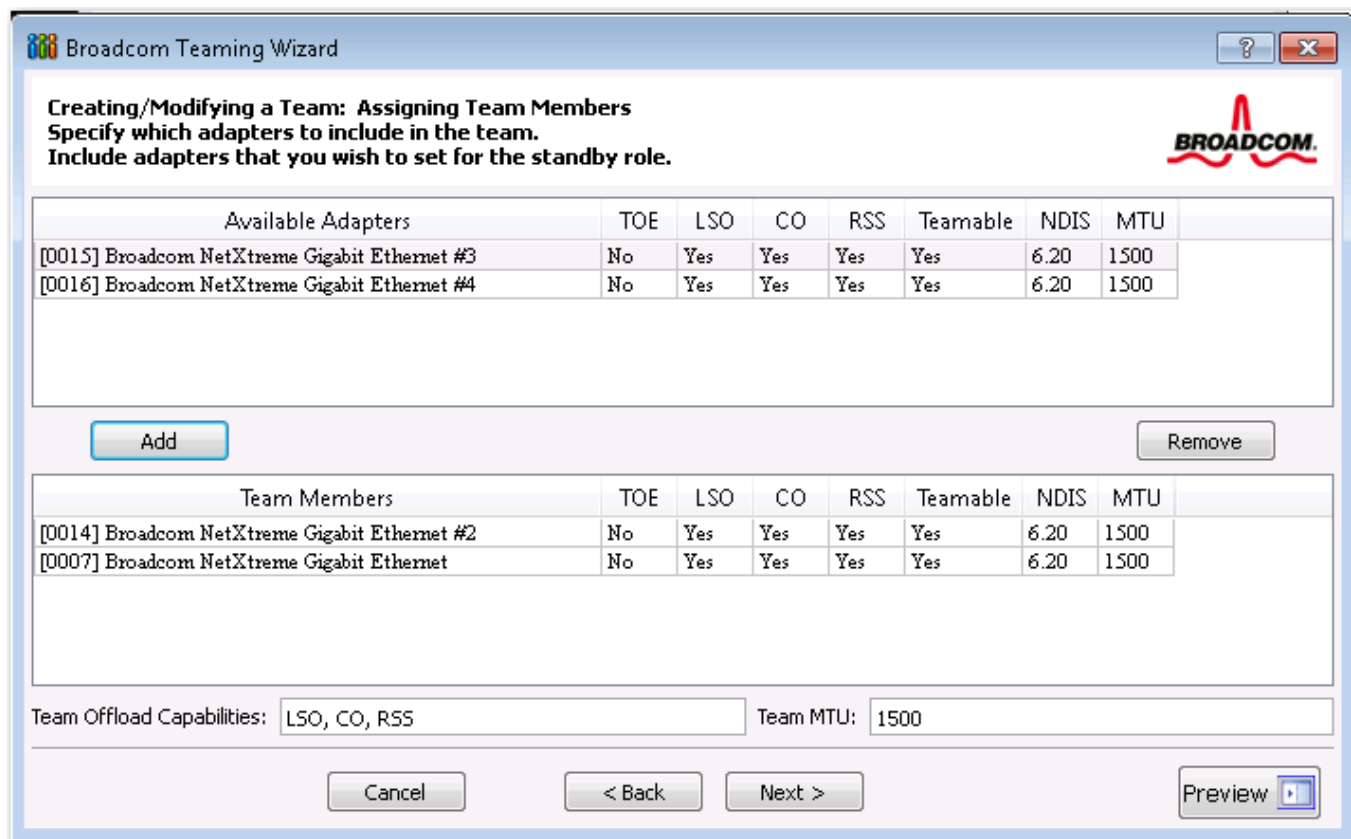 Broadcom Teaming Wizard
Creating/Modifying a Team: Assigning Team Members
Specify which adapters to include in the team.
Include adapters that you wish to set for the standby role.
BROADCOM.
Available Adapters TOE LSO CO RSS Teamable NDIS MTU
[0015] Broadcom NetXtreme Gigabit Ethernet #3 No Yes Yes Yes Yes 6.20 1500
[0016] Broadcom NetXtreme Gigabit Ethernet #4 No Yes Yes Yes Yes 6.20 1500
Add Remove
Team Members TOE LSO CO RSS Teamable NDIS MTU
[0014] Broadcom NetXtreme Gigabit Ethernet #2 No Yes Yes Yes Yes 6.20 1500
[0007] Broadcom NetXtreme Gigabit Ethernet No Yes Yes Yes Yes 6.20 1500
Team Offload Capabilities: LSO, CO, RSS Team MTU: 1500
Cancel < Back Next > Preview